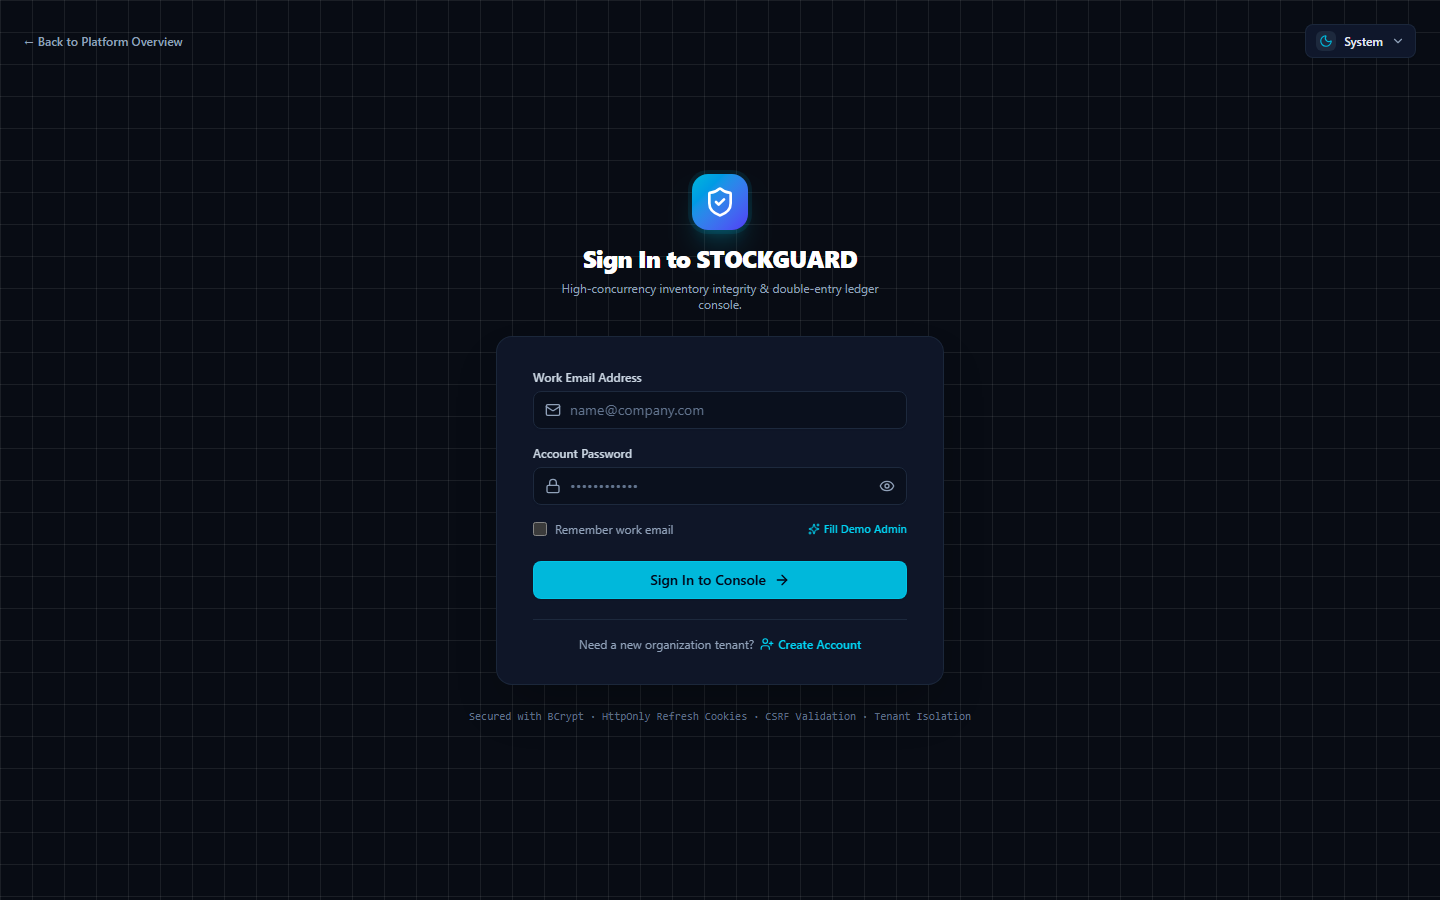 ← Back to Platform Overview
System
Sign In to STOCKGUARD
High-concurrency inventory integrity & double-entry ledger
console.
Work Email Address
name@company.com
Account Password
••••••••••••
Remember work email
Fill Demo Admin
Sign In to Console →
Need a new organization tenant? Create Account
Secured with BCrypt · HttpOnly Refresh Cookies · CSRF Validation · Tenant Isolation